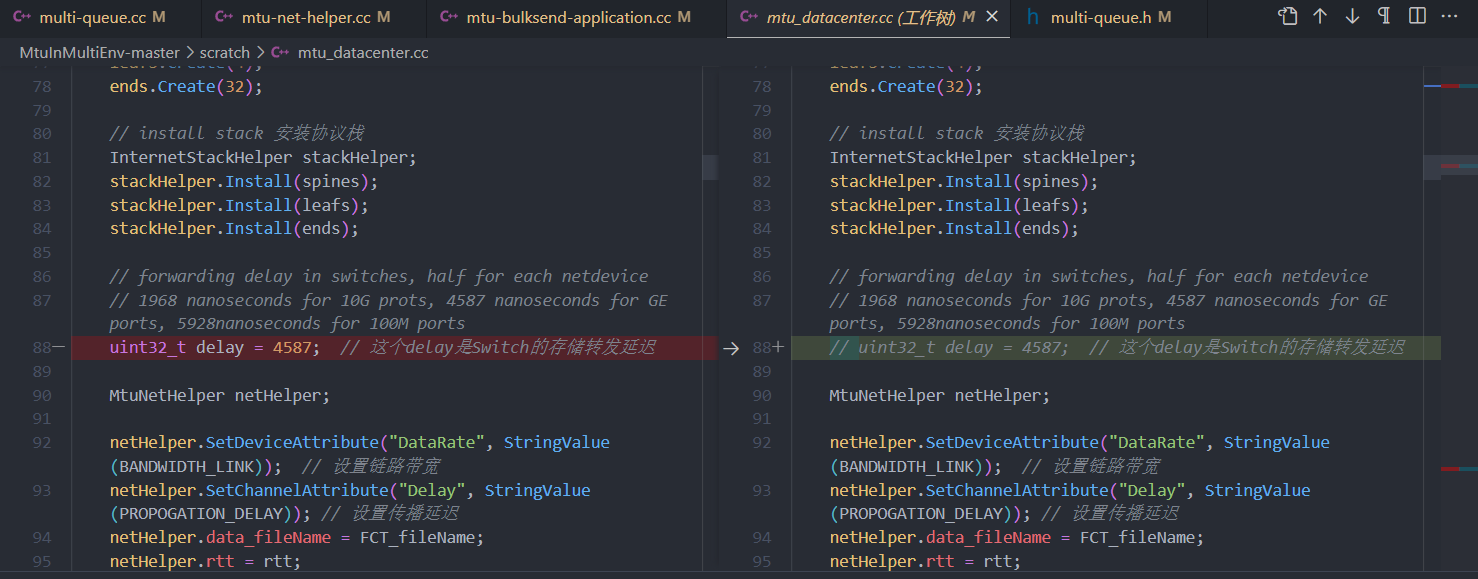 multi-queue.cc M
mtu-net-helper.cc M
mtu-bulksend-application.cc M
mtu_datacenter.cc (工作树) M
multi-queue.h M
MtuInMultiEnv-master > scratch > mtu_datacenter.cc
78 ends.Create(32);
79
80 // install stack 安装协议栈
81 InternetStackHelper stackHelper;
82 stackHelper.Install(spines);
83 stackHelper.Install(leafs);
84 stackHelper.Install(ends);
85
86 // forwarding delay in switches, half for each netdevice
87 // 1968 nanoseconds for 10G prots, 4587 nanoseconds for GE
ports, 5928nanoseconds for 100M ports
88— uint32_t delay = 4587;  // 这个delay是Switch的存储转发延迟
89
90 MtuNetHelper netHelper;
91
92 netHelper.SetDeviceAttribute("DataRate", StringValue
(BANDWIDTH_LINK));  // 设置链路带宽
93 netHelper.SetChannelAttribute("Delay", StringValue
(PROPOGATION_DELAY)); // 设置传播延迟
94 netHelper.data_fileName = FCT_fileName;
95 netHelper.rtt = rtt;
78 ends.Create(32);
79
80 // install stack 安装协议栈
81 InternetStackHelper stackHelper;
82 stackHelper.Install(spines);
83 stackHelper.Install(leafs);
84 stackHelper.Install(ends);
85
86 // forwarding delay in switches, half for each netdevice
87 // 1968 nanoseconds for 10G prots, 4587 nanoseconds for GE
ports, 5928nanoseconds for 100M ports
88+ // uint32_t delay = 4587;  // 这个delay是Switch的存储转发延迟
89
90 MtuNetHelper netHelper;
91
92 netHelper.SetDeviceAttribute("DataRate", StringValue
(BANDWIDTH_LINK));  // 设置链路带宽
93 netHelper.SetChannelAttribute("Delay", StringValue
(PROPOGATION_DELAY)); // 设置传播延迟
94 netHelper.data_fileName = FCT_fileName;
95 netHelper.rtt = rtt;